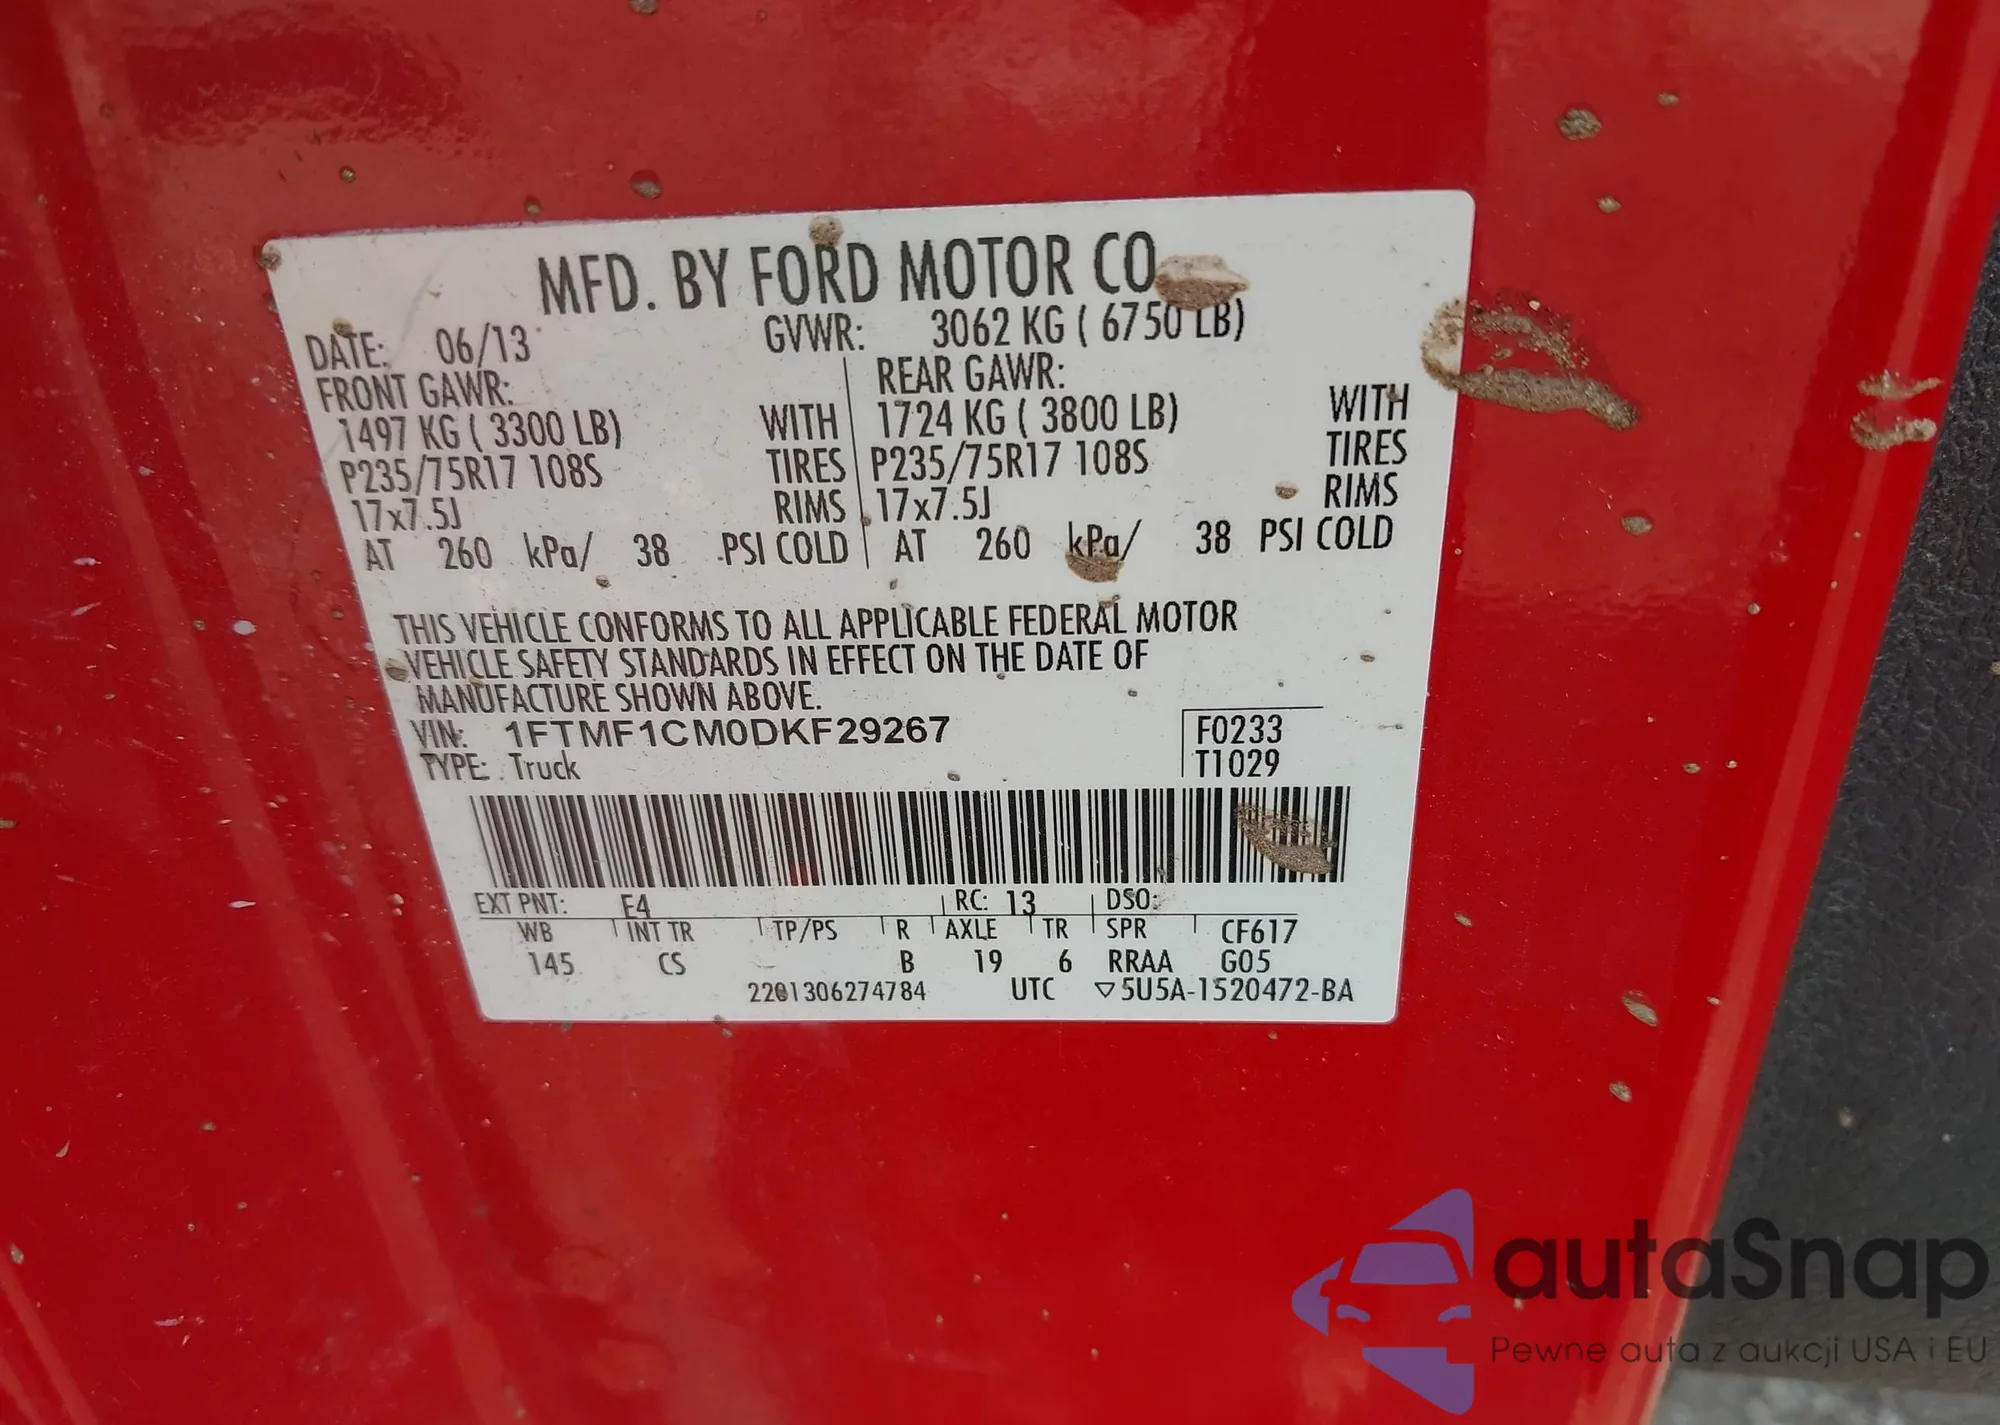 MFD. BY FORD MOTOR CO
DATE: 06/13 GVWR: 3062 KG ( 6750 LB)
FRONT GAWR: REAR GAWR:
1497 KG ( 3300 LB) WITH 1724 KG ( 3800 LB) WITH
P235/75R17 108S TIRES P235/75R17 108S TIRES
17x7.5J RIMS 17x7.5J RIMS
AT 260 kPa/ 38 PSI COLD AT 260 kPa/ 38 PSI COLD
THIS VEHICLE CONFORMS TO ALL APPLICABLE FEDERAL MOTOR
VEHICLE SAFETY STANDARDS IN EFFECT ON THE DATE OF
MANUFACTURE SHOWN ABOVE.
VIN: 1FTMF1CM0DKF29267 F0233
TYPE: Truck T1029
EXT PNT: E4 RC: 13 DSO:
WB INT TR TP/PS R AXLE TR SPR CF617
145 CS B 19 6 RRAA G05
2201306274784 UTC ▽5U5A-1520472-BA
autaSnap
Pewne auta z aukcji USA i EU